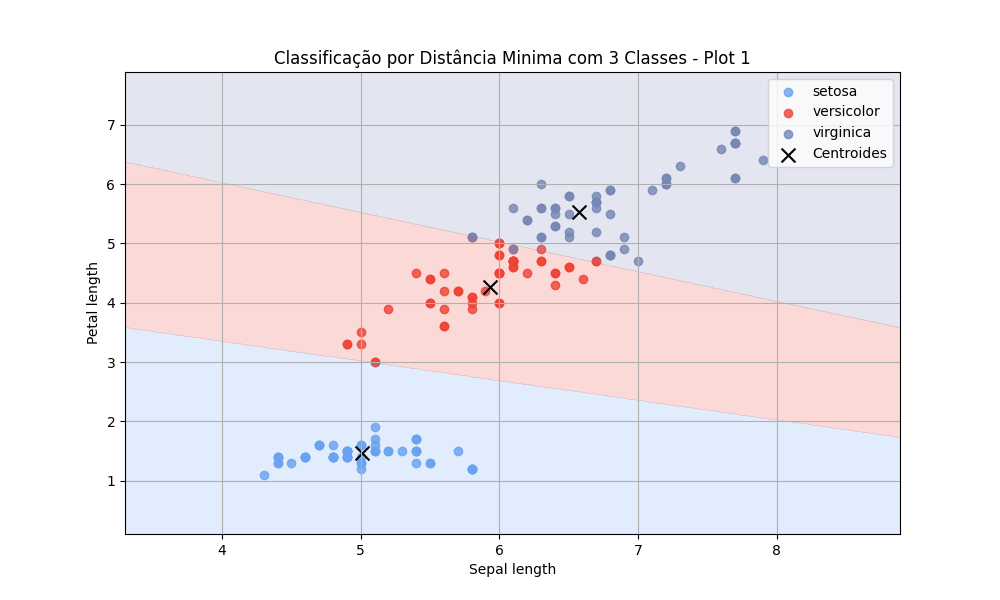 Classificação por Distância Minima com 3 Classes - Plot 1
setosa
versicolor
virginica
Centroides
7
6
5
4
3
2
1
Petal length
4
5
6
7
8
Sepal length